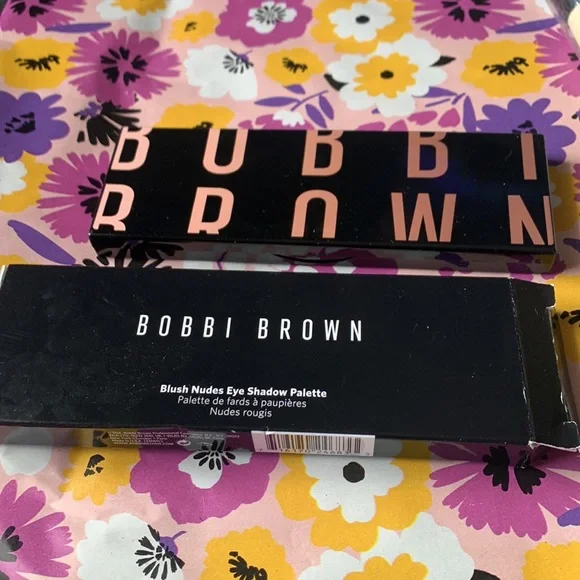 BOBBI
BROWN
BOBBI BROWN
Blush Nudes Eye Shadow Palette
Palette de fards à paupières
Nudes rougis